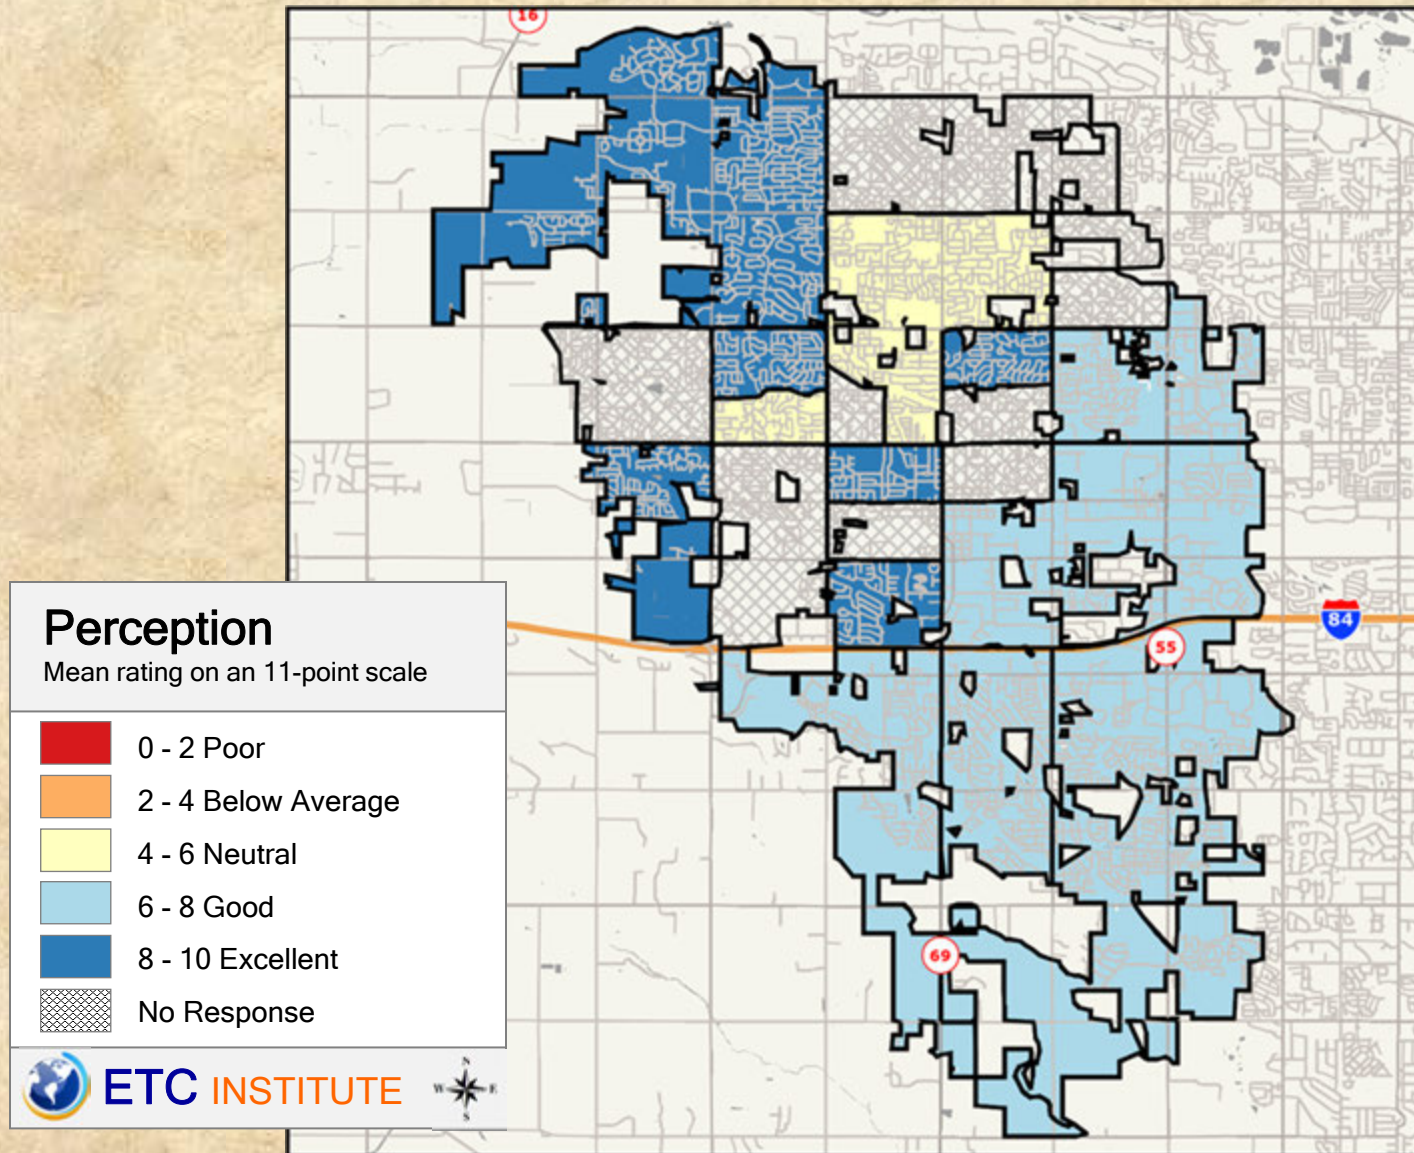 16
84
55
69
Perception
Mean rating on an 11-point scale
0 - 2 Poor
2 - 4 Below Average
4 - 6 Neutral
6 - 8 Good
8 - 10 Excellent
No Response
ETC INSTITUTE
N
W E
S